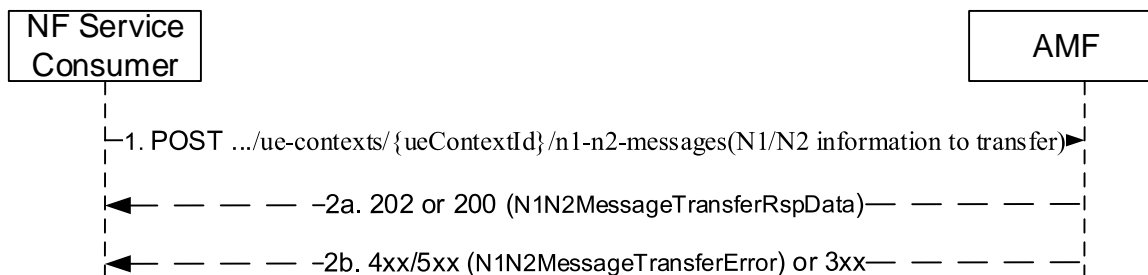 NF Service
Consumer
AMF
1. POST .../ue-contexts/{ueContextId}/n1-n2-messages(N1/N2 information to transfer)
2a. 202 or 200 (N1N2MessageTransferRspData)
2b. 4xx/5xx (N1N2MessageTransferError) or 3xx